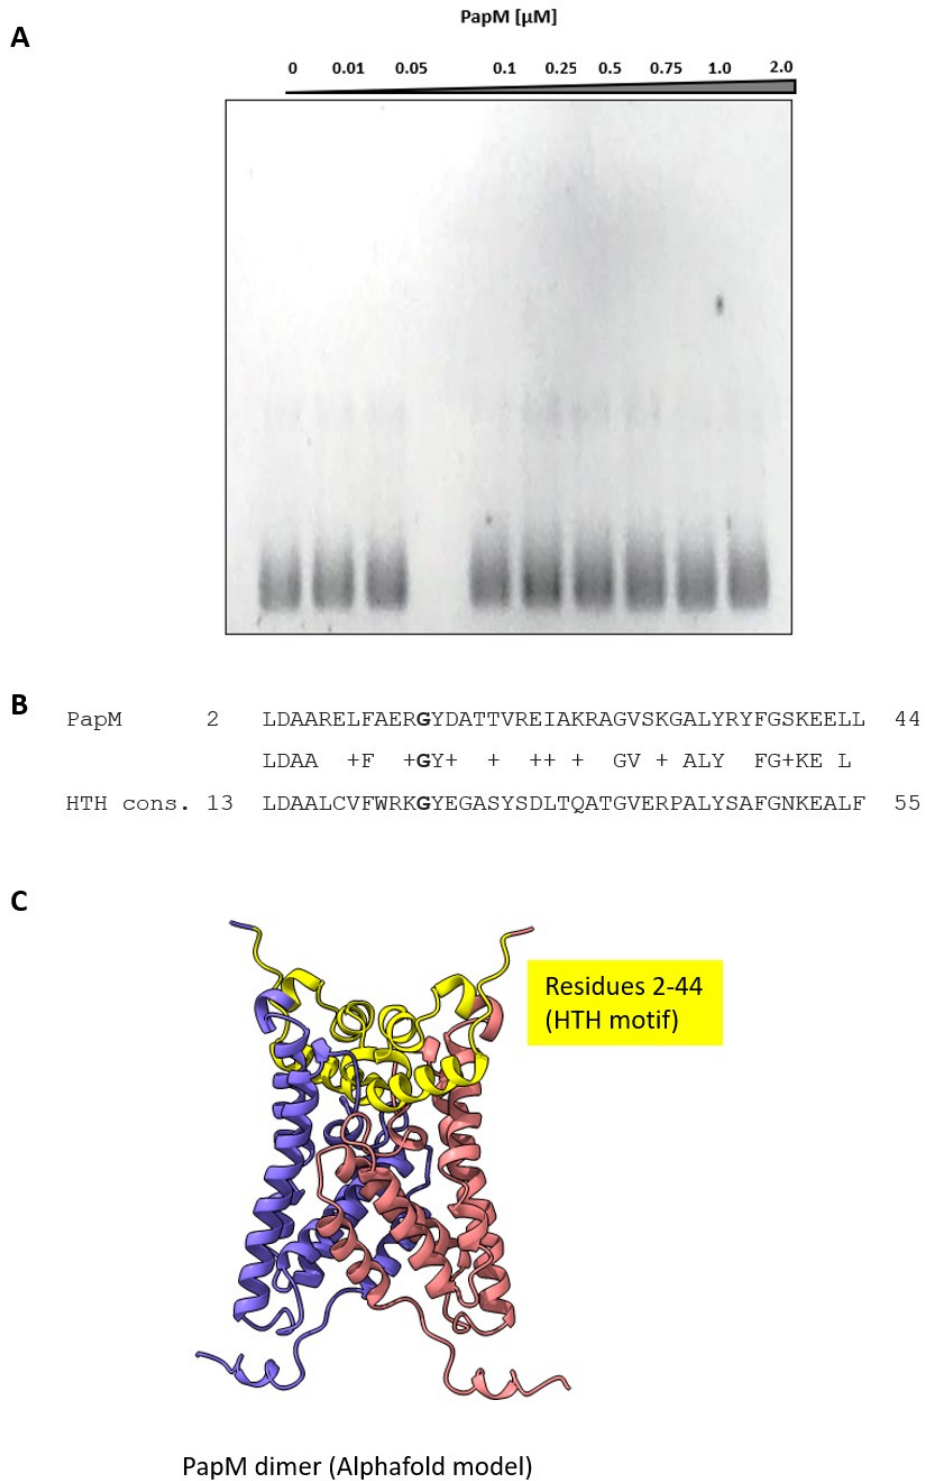 A
PapM [µM]
0 0.01 0.05 0.1 0.25 0.5 0.75 1.0 2.0
B
PapM 2 LDAARELFAERGYDATTVREIAKRAGVSKGALYRYFGSKEELL 44
LDAA +F +GY+ + ++ + GV + ALY FG+KE L
HTH cons. 13 LDAALCVFWRKGYEGASYSDLTQATGVERPALYSAFGNKEALF 55
C
Residues 2-44
(HTH motif)
PapM dimer (Alphafold model)